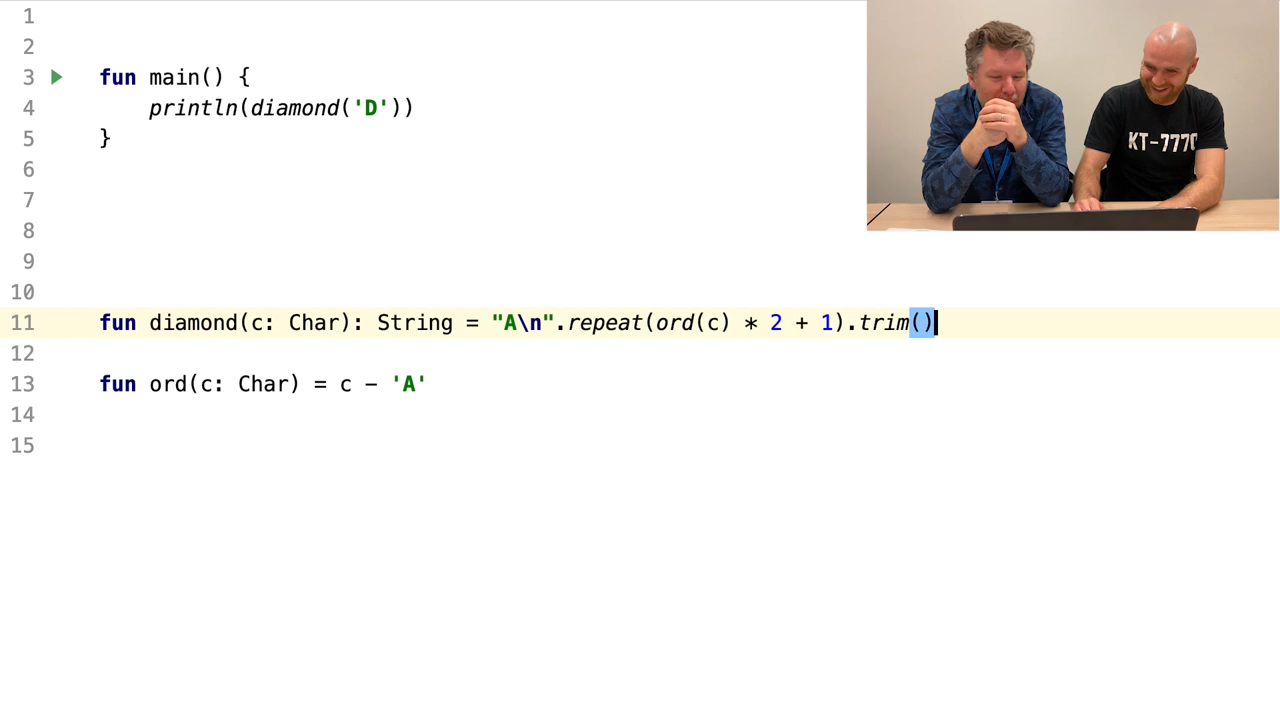 1
2
3 fun main() {
4 println(diamond('D'))
5 }
6
7
8
9
10
11 fun diamond(c: Char): String = "A\n".repeat(ord(c) * 2 + 1).trim()
12
13 fun ord(c: Char) = c - 'A'
14
15
KT-777